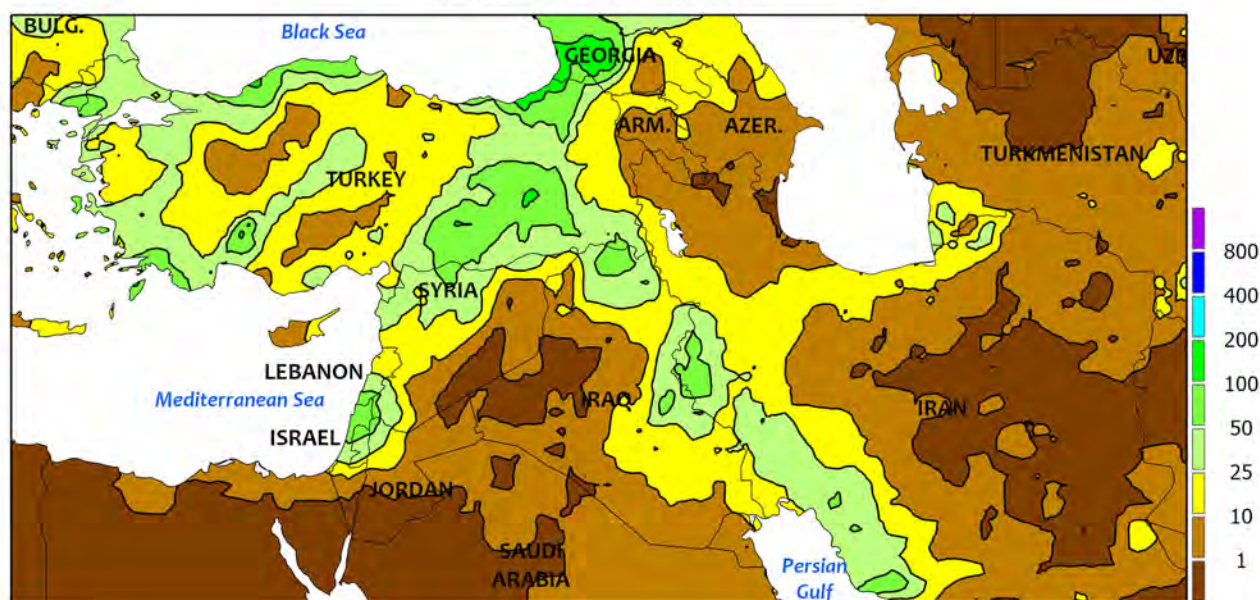 BULG.
Black Sea
GEORGIA
UZB
ARM.
AZER.
TURKMENISTAN
TURKEY
SYRIA
LEBANON
Mediterranean Sea
ISRAEL
IRAQ
IRAN
JORDAN
SAUDI
ARABIA
Persian
Gulf
800
400
200
100
50
25
10
1